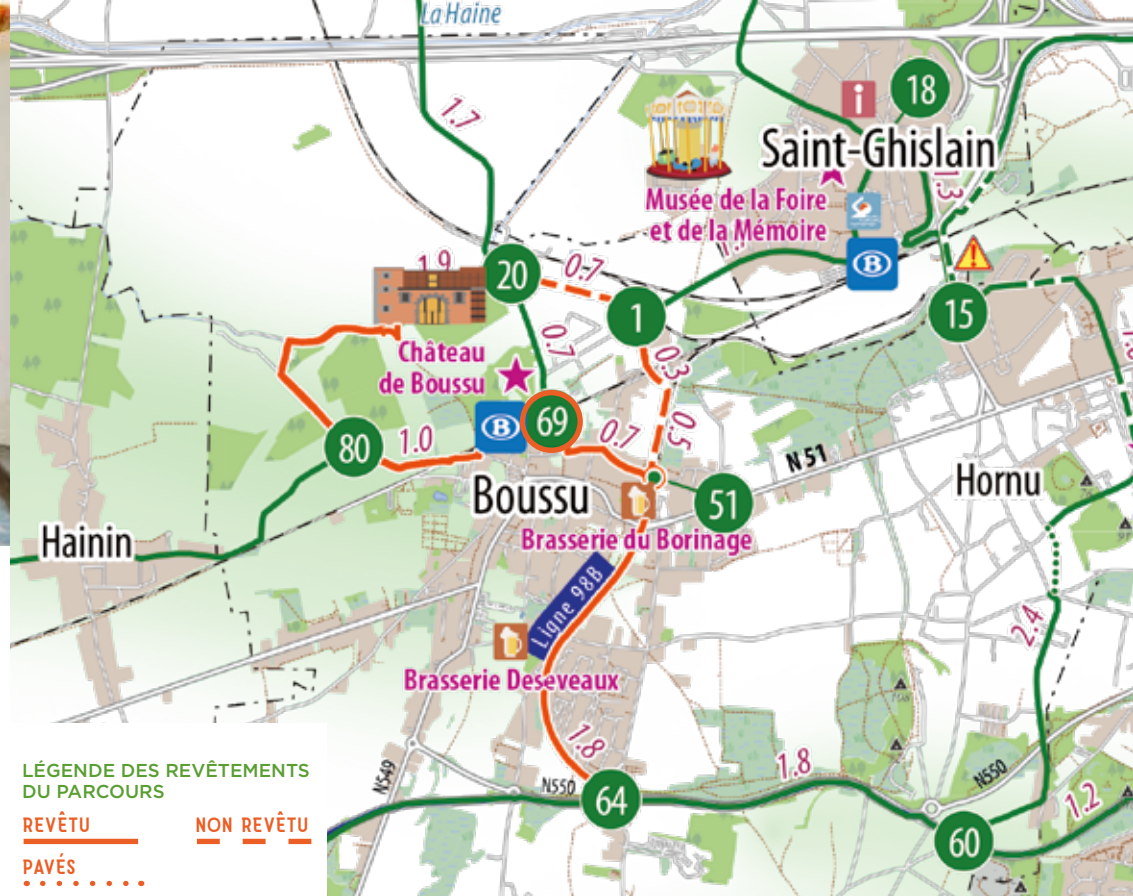 La Haine
1.7
18
Saint-Ghislain
1.3
Musée de la Foire
et de la Mémoire
B
1.9
20
0.7
1
15
0.7
0.3
Château
de Boussu
B
69
0.7
0.5
80
1.0
N 51
Hornu
Boussu
51
Hainin
Brasserie du Borinage
Ligne 98B
2.4
Brasserie Deseveaux
1.8
N549
N550
64
1.8
N550
1.2
60
LÉGENDE DES REVÊTEMENTS
DU PARCOURS
REVÊTU NON REVÊTU
PAVÉS